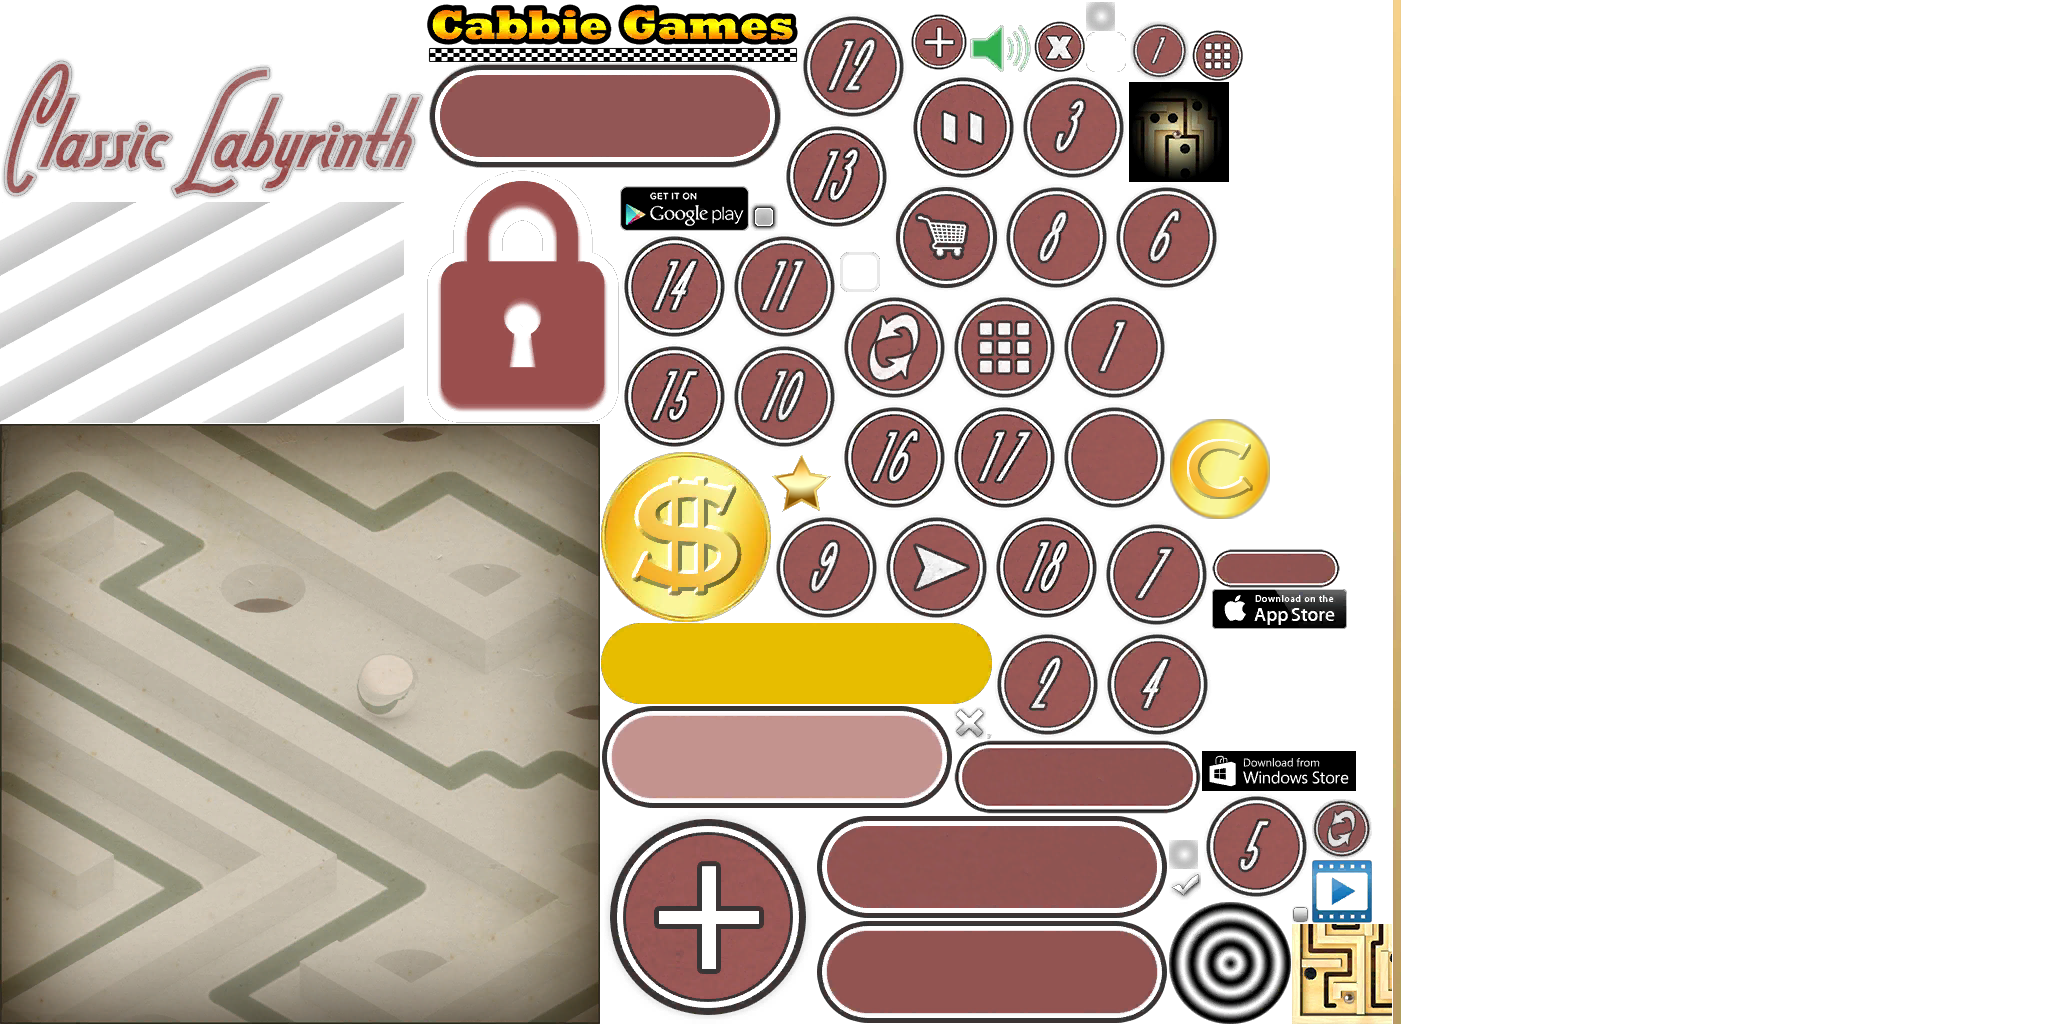 Cabbie Games
Classic Labyrinth
12
1
3
13
GET IT ON
Google play
8
6
14
11
1
15
10
16
17
C
$
9
18
7
Download on the
App Store
2
4
Download from
Windows Store
5